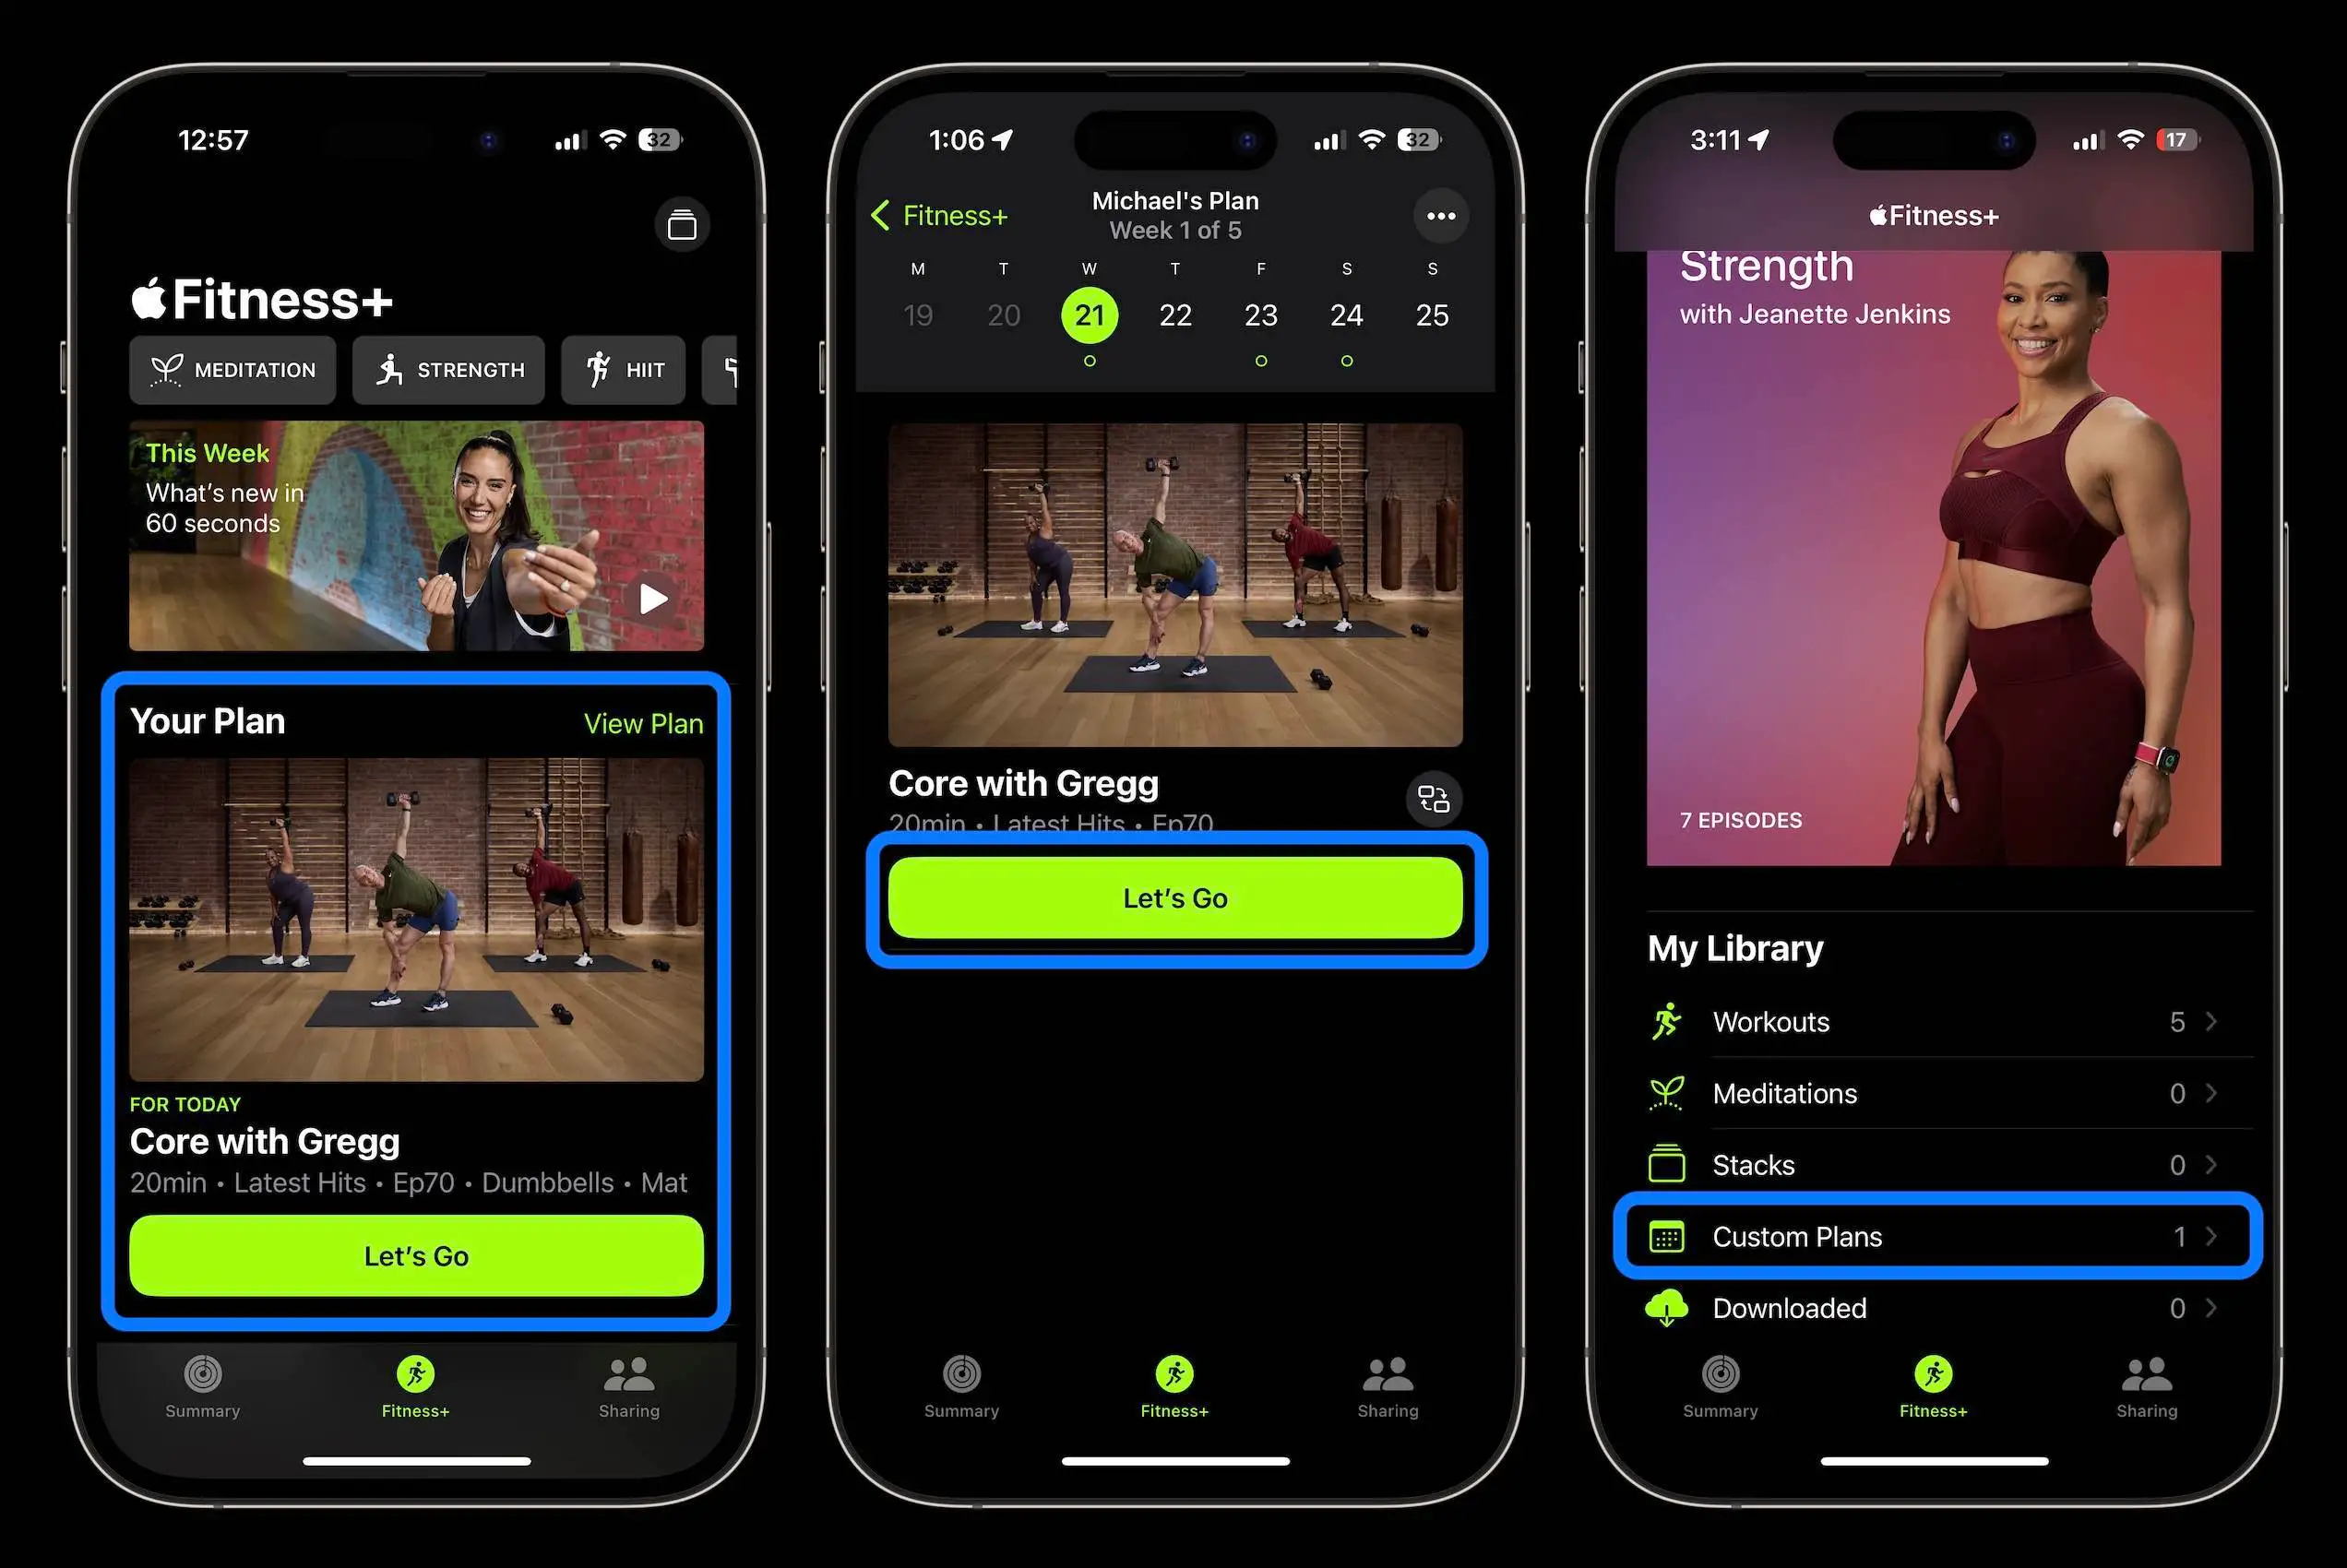 12:57
32
Fitness+
MEDITATION
STRENGTH
HIIT
This Week
What's new in
60 seconds
Your Plan
View Plan
FOR TODAY
Core with Gregg
20min • Latest Hits • Ep70 • Dumbbells • Mat
Let's Go
Summary
Fitness+
Sharing
1:06
32
Fitness+
Michael's Plan
Week 1 of 5
M T W T F S S
19 20 21 22 23 24 25
Core with Gregg
20min • Latest Hits • Ep70
Let's Go
Summary
Fitness+
Sharing
3:11
17
Fitness+
Strength
with Jeanette Jenkins
7 EPISODES
My Library
Workouts 5
Meditations 0
Stacks 0
Custom Plans 1
Downloaded 0
Summary
Fitness+
Sharing